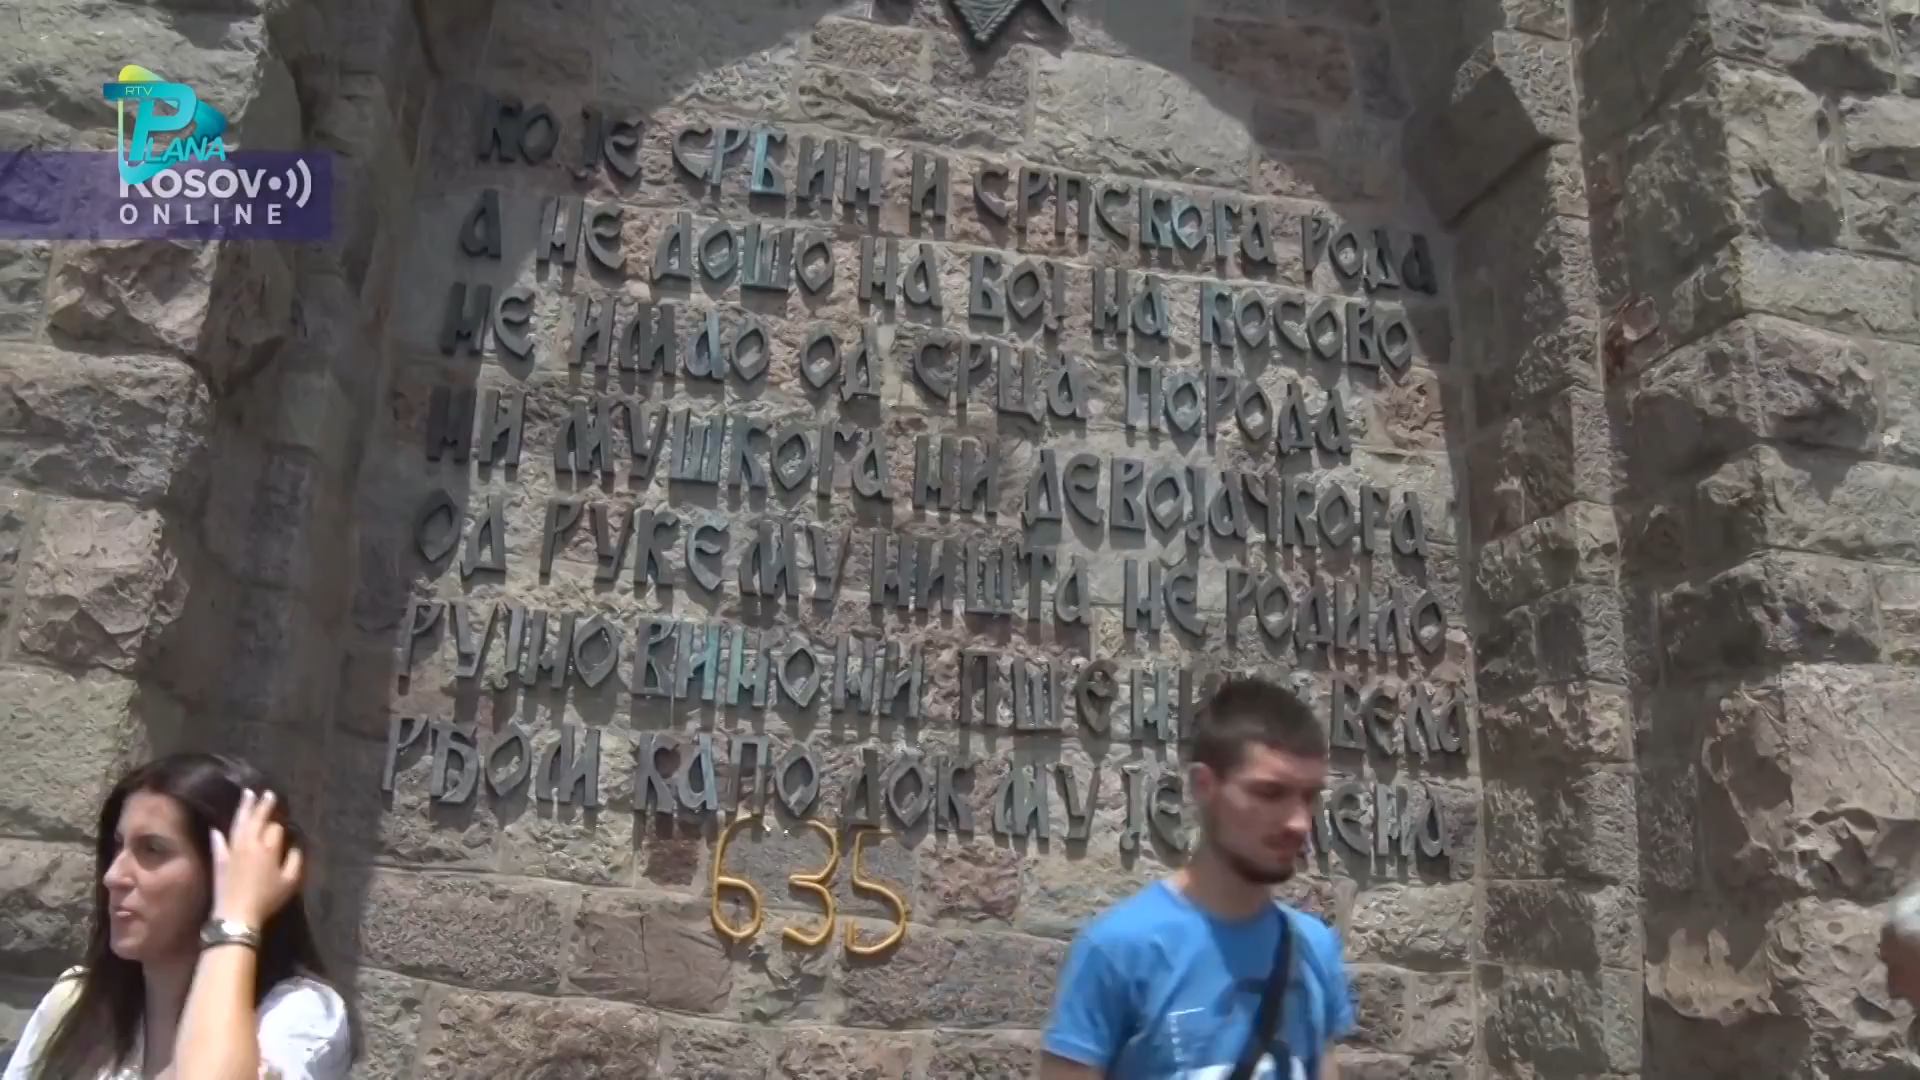 RTV
PLANA
KOSOVO
ONLINE
КО ЈЕ СРБИН И СРПСКОГА РОДА
А НЕ ДОШО НА БОЈ НА КОСОВО
НЕ ИМАО ОД СРЦА ПОРОДА
НИ МУШКОГА НИ ДЕВОЈАЧКОГА
ОД РУКЕ МУ НИШТА НЕ РОДИЛО
РУЈНО ВИНО НИ ПШЕНИ БЕЛА
РЂОМ КАПО ДОК МУ ЈЕ ЛЕНА
635